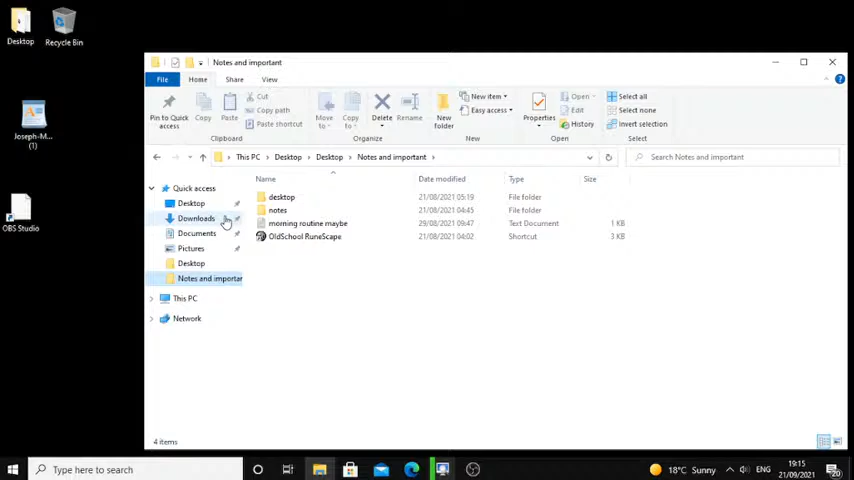 Desktop
Recycle Bin
Joseph-M...
(1)
OBS Studio
Notes and important
File Home Share View
Pin to Quick access
Copy
Paste
Cut
Copy path
Paste shortcut
Clipboard
Move to
Copy to
Delete
Rename
Organize
New folder
New item
Easy access
New
Properties
Open
Edit
History
Open
Select all
Select none
Invert selection
Select
This PC > Desktop > Desktop > Notes and important >
Search Notes and important
Name Date modified Type Size
Quick access
Desktop
Downloads
Documents
Pictures
Desktop
Notes and importar
This PC
Network
desktop 21/08/2021 05:19 File folder
notes 21/08/2021 04:45 File folder
morning routine maybe 29/08/2021 09:47 Text Document 1 KB
OldSchool RuneScape 21/08/2021 04:02 Shortcut 3 KB
4 items
Type here to search
18°C Sunny
ENG
19:15
21/09/2021
20